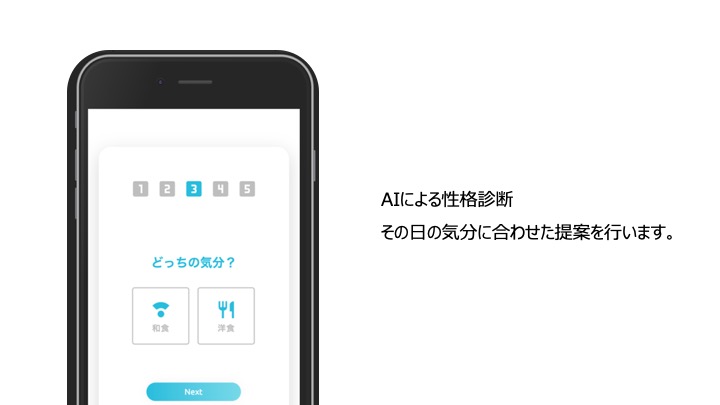 1 2 3 4 5
どっちの気分？
和食 洋食
Next
AIによる性格診断
その日の気分に合わせた提案を行います。